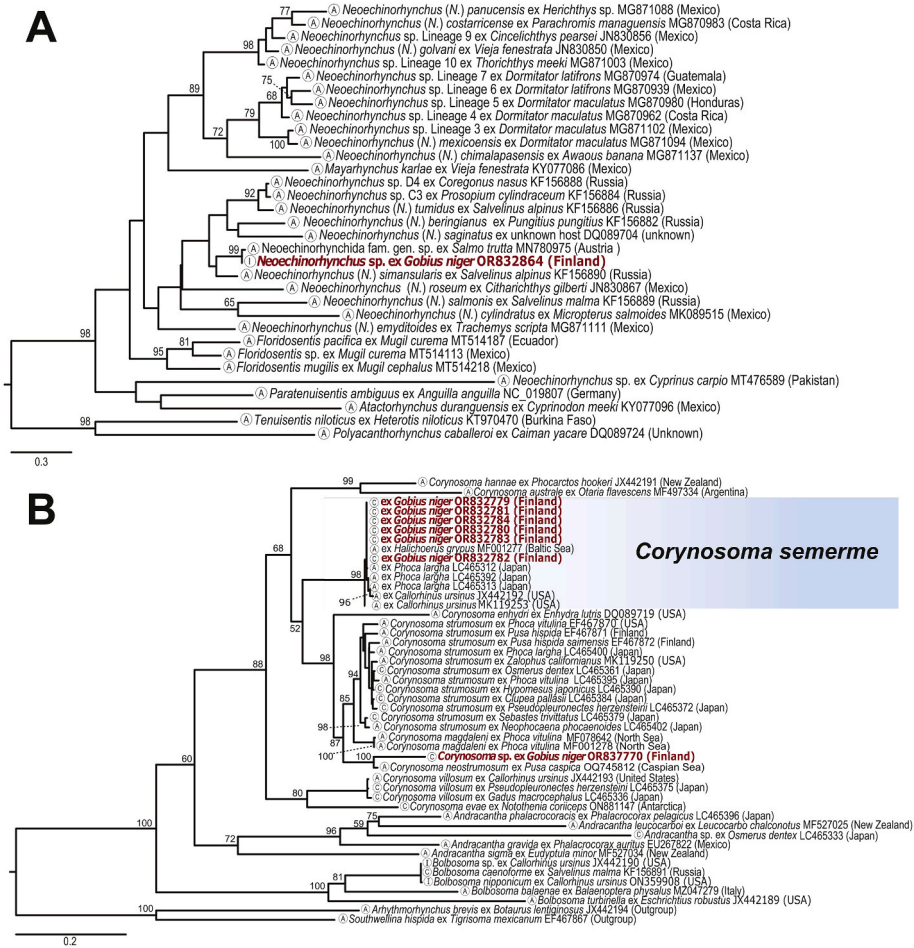 A
77 Ⓐ Neoechinorhynchus (N.) panucensis ex Herichthys sp. MG871088 (Mexico)
Ⓐ Neoechinorhynchus (N.) costarricense ex Parachromis managuensis MG870983 (Costa Rica)
Ⓐ Neoechinorhynchus sp. Lineage 9 ex Cincelichthys pearsei JN830856 (Mexico)
98 Ⓐ Neoechinorhynchus (N.) golvani ex Vieja fenestrata JN830850 (Mexico)
Ⓐ Neoechinorhynchus sp. Lineage 10 ex Thorichthys meeki MG871003 (Mexico)
75 Ⓐ Neoechinorhynchus sp. Lineage 7 ex Dormitator latifrons MG870974 (Guatemala)
89 Ⓐ Neoechinorhynchus sp. Lineage 6 ex Dormitator latifrons MG870939 (Mexico)
68 Ⓐ Neoechinorhynchus sp. Lineage 5 ex Dormitator maculatus MG870980 (Honduras)
79 Ⓐ Neoechinorhynchus sp. Lineage 4 ex Dormitator maculatus MG870962 (Costa Rica)
72 Ⓐ Neoechinorhynchus sp. Lineage 3 ex Dormitator maculatus MG871102 (Mexico)
100 Ⓐ Neoechinorhynchus (N.) mexicoensis ex Dormitator maculatus MG871094 (Mexico)
Ⓐ Neoechinorhynchus (N.) chimalapasensis ex Awaous banana MG871137 (Mexico)
Ⓐ Mayarhynchus karlae ex Vieja fenestrata KY077086 (Mexico)
Ⓐ Neoechinorhynchus sp. D4 ex Coregonus nasus KF156888 (Russia)
92 Ⓐ Neoechinorhynchus sp. C3 ex Prosopium cylindraceum KF156884 (Russia)
Ⓐ Neoechinorhynchus (N.) tumidus ex Salvelinus alpinus KF156886 (Russia)
Ⓐ Neoechinorhynchus (N.) beringianus ex Pungitius pungitius KF156882 (Russia)
Ⓐ Neoechinorhynchus (N.) saginatus ex unknown host DQ089704 (unknown)
99 Ⓐ Neoechinorhynchida fam. gen. sp. ex Salmo trutta MN780975 (Austria )
Ⓘ Neoechinorhynchus sp. ex Gobius niger OR832864 (Finland)
Ⓐ Neoechinorhynchus (N.) simansularis ex Salvelinus alpinus KF156890 (Russia)
Ⓐ Neoechinorhynchus (N.) roseum ex Citharichthys gilberti JN830867 (Mexico)
65 Ⓐ Neoechinorhynchus (N.) salmonis ex Salvelinus malma KF156889 (Russia)
Ⓐ Neoechinorhynchus (N.) cylindratus ex Micropterus salmoides MK089515 (Mexico)
Ⓐ Neoechinorhynchus (N.) emyditoides ex Trachemys scripta MG871111 (Mexico)
98 81 Ⓐ Floridosentis pacifica ex Mugil curema MT514187 (Ecuador)
95 Ⓐ Floridosentis sp. ex Mugil curema MT514113 (Mexico)
Ⓐ Floridosentis mugilis ex Mugil cephalus MT514218 (Mexico)
Ⓐ Neoechinorhynchus sp. ex Cyprinus carpio MT476589 (Pakistan)
Ⓐ Paratenuisentis ambiguus ex Anguilla anguilla NC_019807 (Germany)
Ⓐ Atactorhynchus duranguensis ex Cyprinodon meeki KY077096 (Mexico)
98 Ⓐ Tenuisentis niloticus ex Heterotis niloticus KT970470 (Burkina Faso)
Ⓐ Polyacanthorhynchus caballeroi ex Caiman yacare DQ089724 (Unknown)
0.3
B
99 Ⓐ Corynosoma hannae ex Phocarctos hookeri JX442191 (New Zealand)
Ⓐ Corynosoma australe ex Otaria flavescens MF497334 (Argentina)
Ⓒ ex Gobius niger OR832779 (Finland)
Ⓒ ex Gobius niger OR832781 (Finland)
Ⓒ ex Gobius niger OR832784 (Finland)
Ⓒ ex Gobius niger OR832780 (Finland)
Ⓒ ex Gobius niger OR832783 (Finland)
Ⓐ ex Halichoerus grypus MF001277 (Baltic Sea)
Corynosoma semerme
68 Ⓒ ex Gobius niger OR832782 (Finland)
Ⓐ ex Phoca largha LC465312 (Japan)
98 Ⓐ ex Phoca largha LC465392 (Japan)
Ⓐ ex Phoca largha LC465313 (Japan)
Ⓐ ex Callorhinus ursinus JX442192 (USA)
96 Ⓐ ex Callorhinus ursinus MK119253 (USA)
Ⓐ Corynosoma enhydri ex Enhydra lutris DQ089719 (USA)
52 Ⓐ Corynosoma strumosum ex Phoca vitulina EF467870 (USA)
Ⓐ Corynosoma strumosum ex Pusa hispida EF467871 (Finland)
Ⓐ Corynosoma strumosum ex Pusa hispida saimensis EF467872 (Finland)
Ⓐ Corynosoma strumosum ex Phoca largha LC465400 (Japan)
98 Ⓐ Corynosoma strumosum ex Zalophus californianus MK119250 (USA)
88 Ⓒ Corynosoma strumosum ex Osmerus dentex LC465361 (Japan)
94 Ⓐ Corynosoma strumosum ex Phoca vitulina LC465395 (Japan)
Ⓒ Corynosoma strumosum ex Hypomesus japonicus LC465390 (Japan)
85 Ⓒ Corynosoma strumosum ex Clupea pallasii LC465384 (Japan)
Ⓒ Corynosoma strumosum ex Pseudopleuronectes herzensteini LC465372 (Japan)
Ⓒ Corynosoma strumosum ex Sebastes trivittatus LC465379 (Japan)
98 Ⓐ Corynosoma strumosum ex Neophocaena phocaenoides LC465402 (Japan)
87 Ⓐ Corynosoma magdaleni ex Phoca vitulina MF078642 (North Sea)
Ⓐ Corynosoma magdaleni ex Phoca vitulina MF001278 (North Sea)
100 100 Ⓒ Corynosoma sp. ex Gobius niger OR837770 (Finland)
60 Ⓐ Corynosoma neostrumosum ex Pusa caspica OQ745812 (Caspian Sea)
Ⓐ Corynosoma villosum ex Callorhinus ursinus JX442193 (United States)
Ⓒ Corynosoma villosum ex Pseudopleuronectes herzensteini LC465375 (Japan)
80 Ⓒ Corynosoma villosum ex Gadus macrocephalus LC465336 (Japan)
Ⓒ Corynosoma evae ex Notothenia coriiceps ON881147 (Antarctica)
75 Ⓐ Andracantha phalacrocoracis ex Phalacrocorax pelagicus LC465396 (Japan)
100 59 Ⓐ Andracantha leucocarboi ex Leucocarbo chalconotus MF527025 (New Zealand)
96 Ⓒ Andracantha sp. ex Osmerus dentex LC465333 (Japan)
72 Ⓐ Andracantha gravida ex Phalacrocorax auritus EU267822 (Mexico)
Ⓐ Andracantha sigma ex Eudyptula minor MF527034 (New Zealand)
Ⓘ Bolbosoma sp. ex Callorhinus ursinus JX442190 (USA)
81 Ⓒ Bolbosoma caenoforme ex Salvelinus malma KF156891 (Russia)
Ⓘ Bolbosoma nipponicum ex Callorhinus ursinus ON359908 (USA)
100 Ⓐ Bolbosoma balaenae ex Balaenoptera physalus MZ047279 (Italy)
Ⓐ Bolbosoma turbinella ex Eschrichtius robustus JX442189 (USA)
100 Ⓐ Arhythmorhynchus brevis ex Botaurus lentiginosus JX442194 (Outgroup)
Ⓐ Southwellina hispida ex Tigrisoma mexicanum EF467867 (Outgroup)
0.2